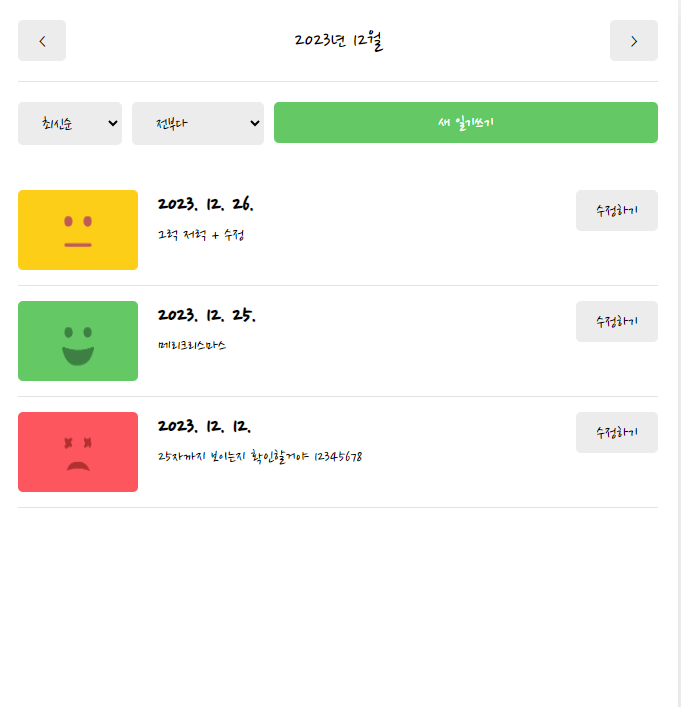 < 2023년 12월 >
최신순 전부다 새 일기쓰기
2023. 12. 26. 수정하기
그럭 저럭 + 수정
2023. 12. 25. 수정하기
메리크리스마스
2023. 12. 12. 수정하기
25자까지 보이는지 확인할거야 12345678